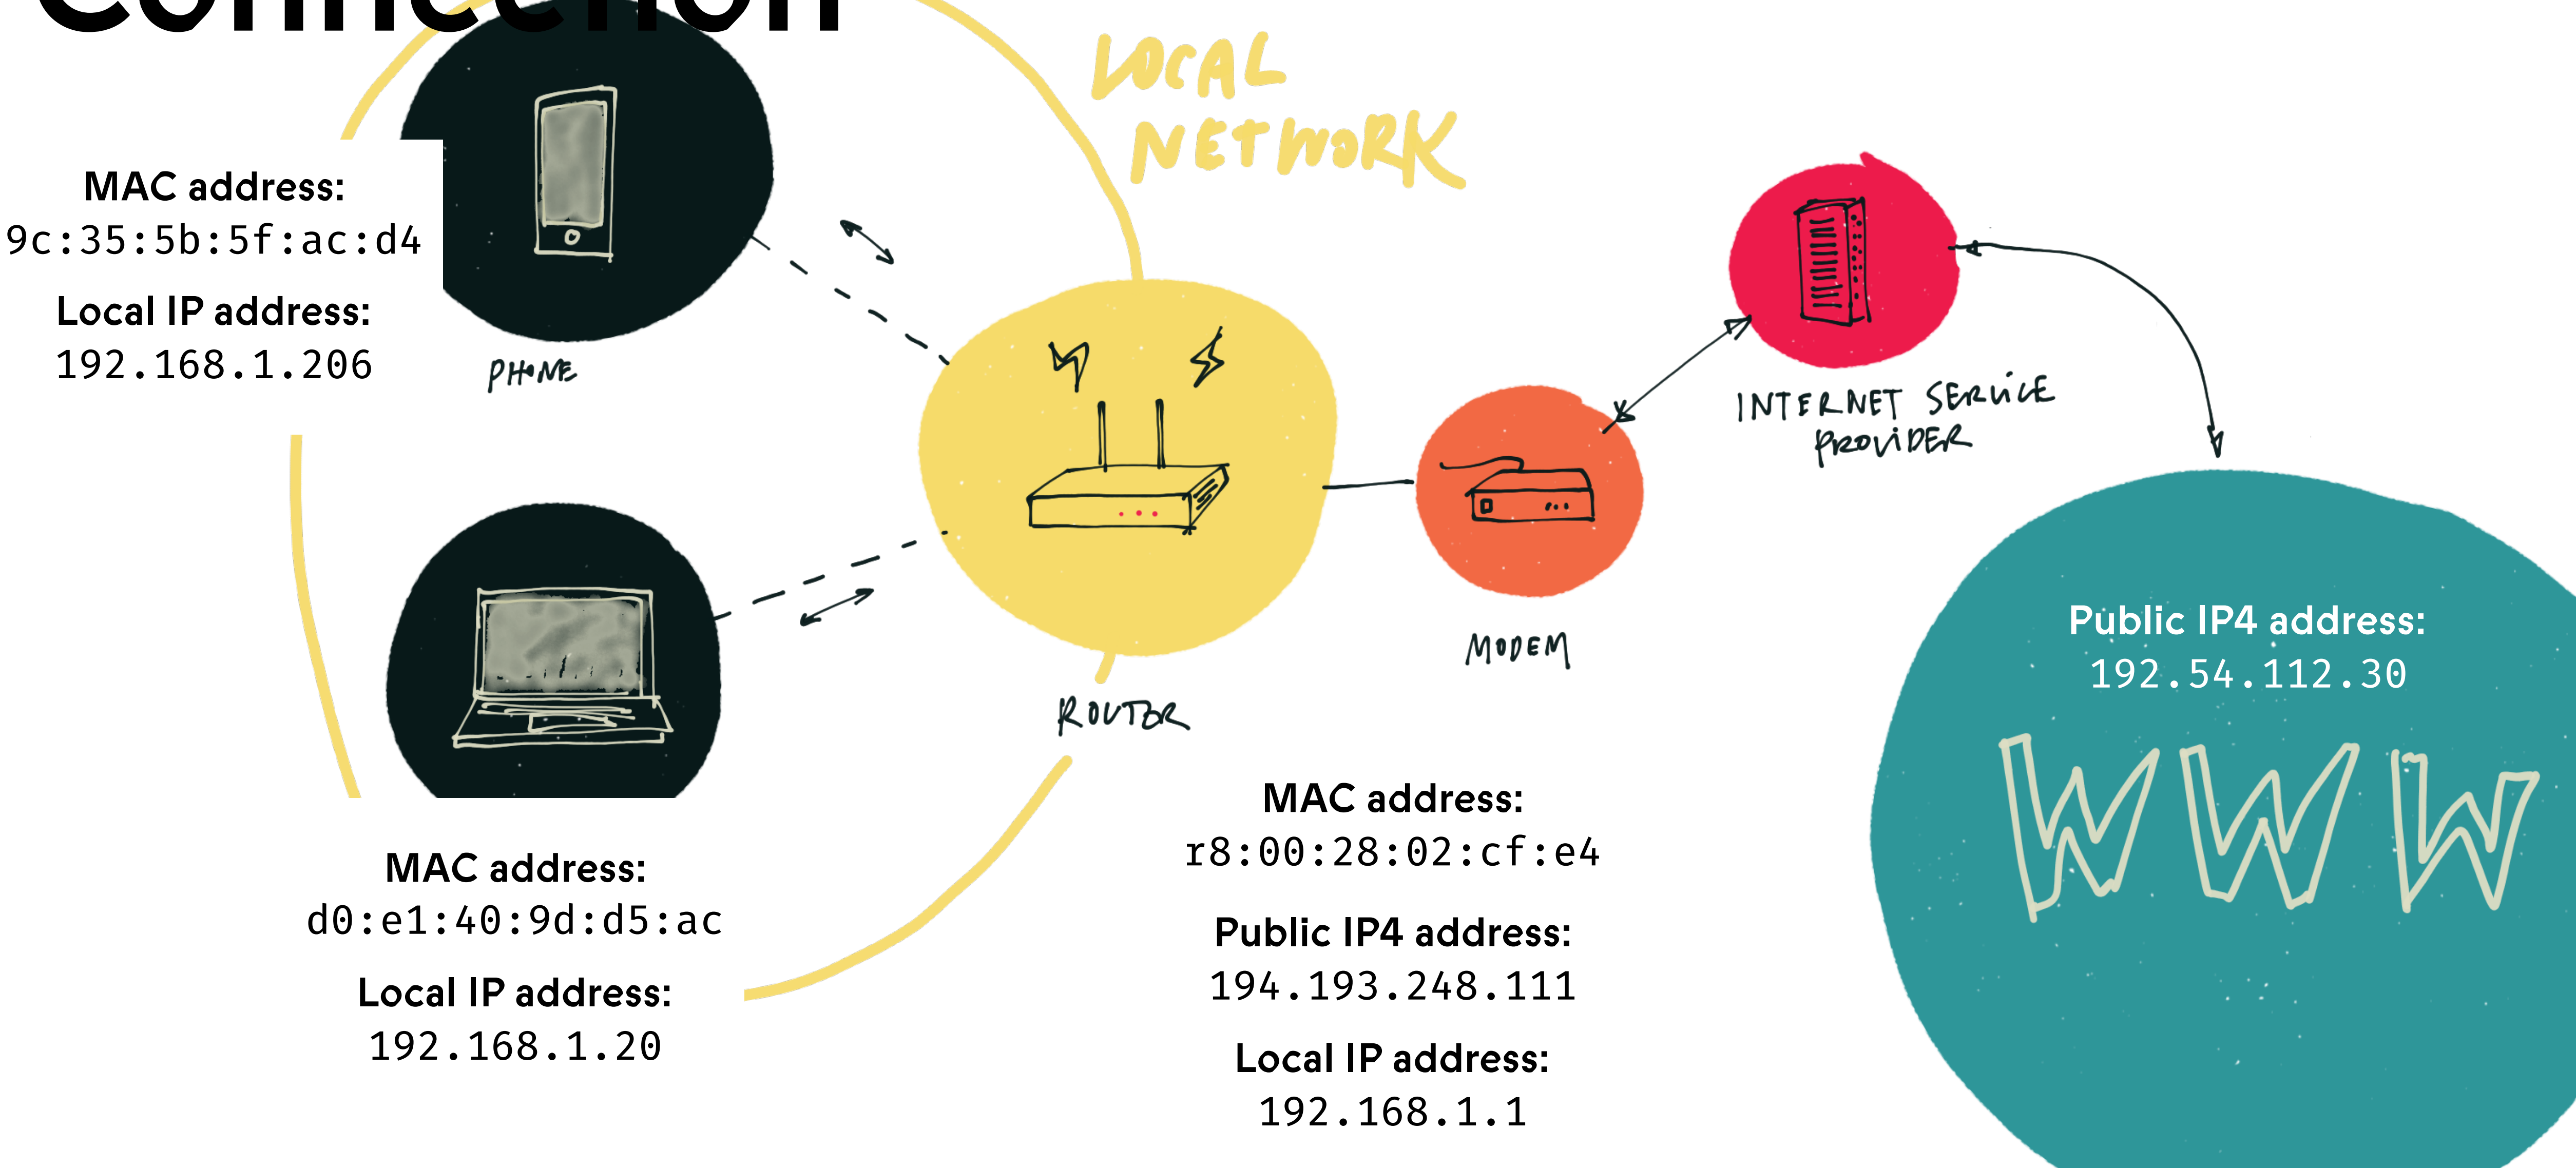 Connection
LOCAL
NETWORK
MAC address:
9c:35:5b:5f:ac:d4
Local IP address:
192.168.1.206
PHONE
INTERNET SERVICE
PROVIDER
MODEM
ROUTER
Public IP4 address:
192.54.112.30
WWW
MAC address:
d0:e1:40:9d:d5:ac
Local IP address:
192.168.1.20
MAC address:
r8:00:28:02:cf:e4
Public IP4 address:
194.193.248.111
Local IP address:
192.168.1.1